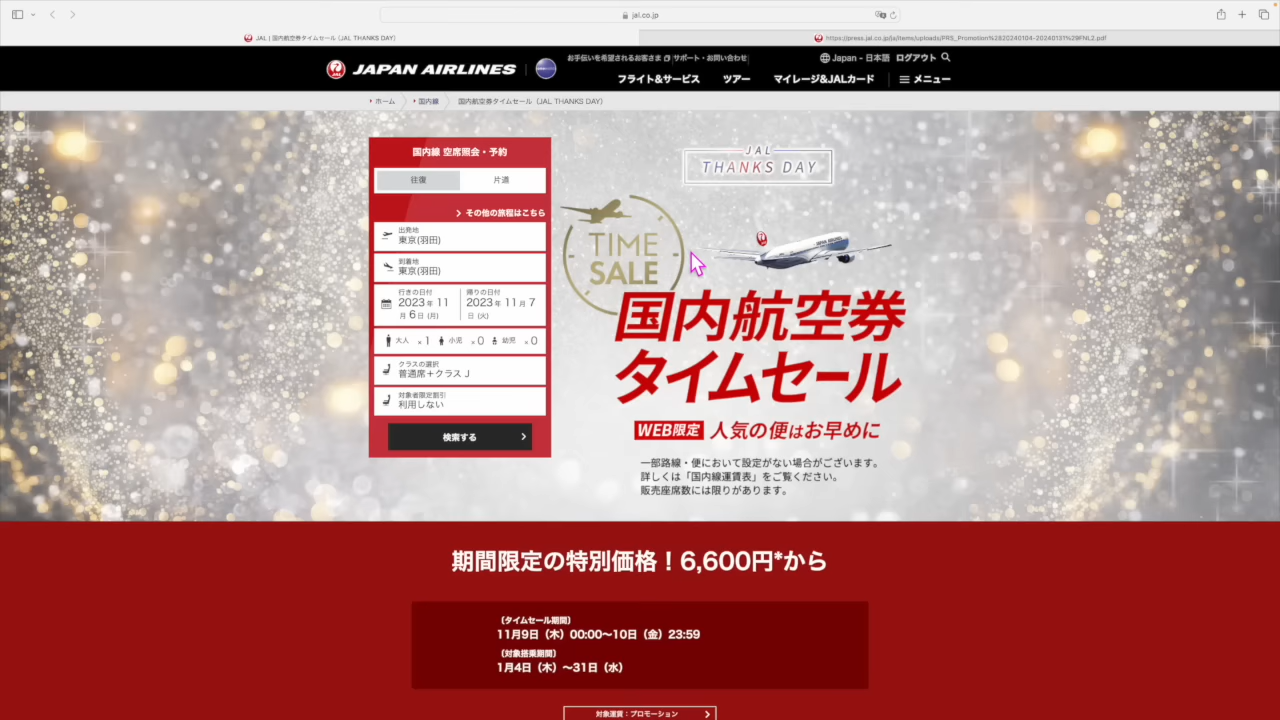 jal.co.jp
JAL | 国内航空券タイムセール（JAL THANKS DAY）
https://press.jal.co.jp/ja/items/uploads/PRS_Promotion%2820240104-20240131%29FNL2.pdf
JAPAN AIRLINES
お手伝いを希望されるお客さま
サポート・お問い合わせ
Japan - 日本語
ログアウト
フライト&サービス
ツアー
マイレージ&JALカード
メニュー
ホーム
国内線
国内航空券タイムセール（JAL THANKS DAY）
国内線 空席照会・予約
往復
片道
その他の旅程はこちら
出発地
東京(羽田)
到着地
東京(羽田)
行きの日付
2023年 11
月 6日 (月)
帰りの日付
2023年 11月 7
日 (火)
大人 ×1 小児 ×0 幼児 ×0
クラスの選択
普通席＋クラス J
対象者限定割引
利用しない
検索する
JAL
THANKS DAY
TIME
SALE
国内航空券
タイムセール
WEB限定 人気の便はお早めに
一部路線・便において設定がない場合がございます。
詳しくは「国内線運賃表」をご覧ください。
販売座席数には限りがあります。
期間限定の特別価格！6,600円*から
〔タイムセール期間〕
11月9日（木）00:00～10日（金）23:59
〔対象搭乗期間〕
1月4日（木）～31日（水）
対象運賃：プロモーション